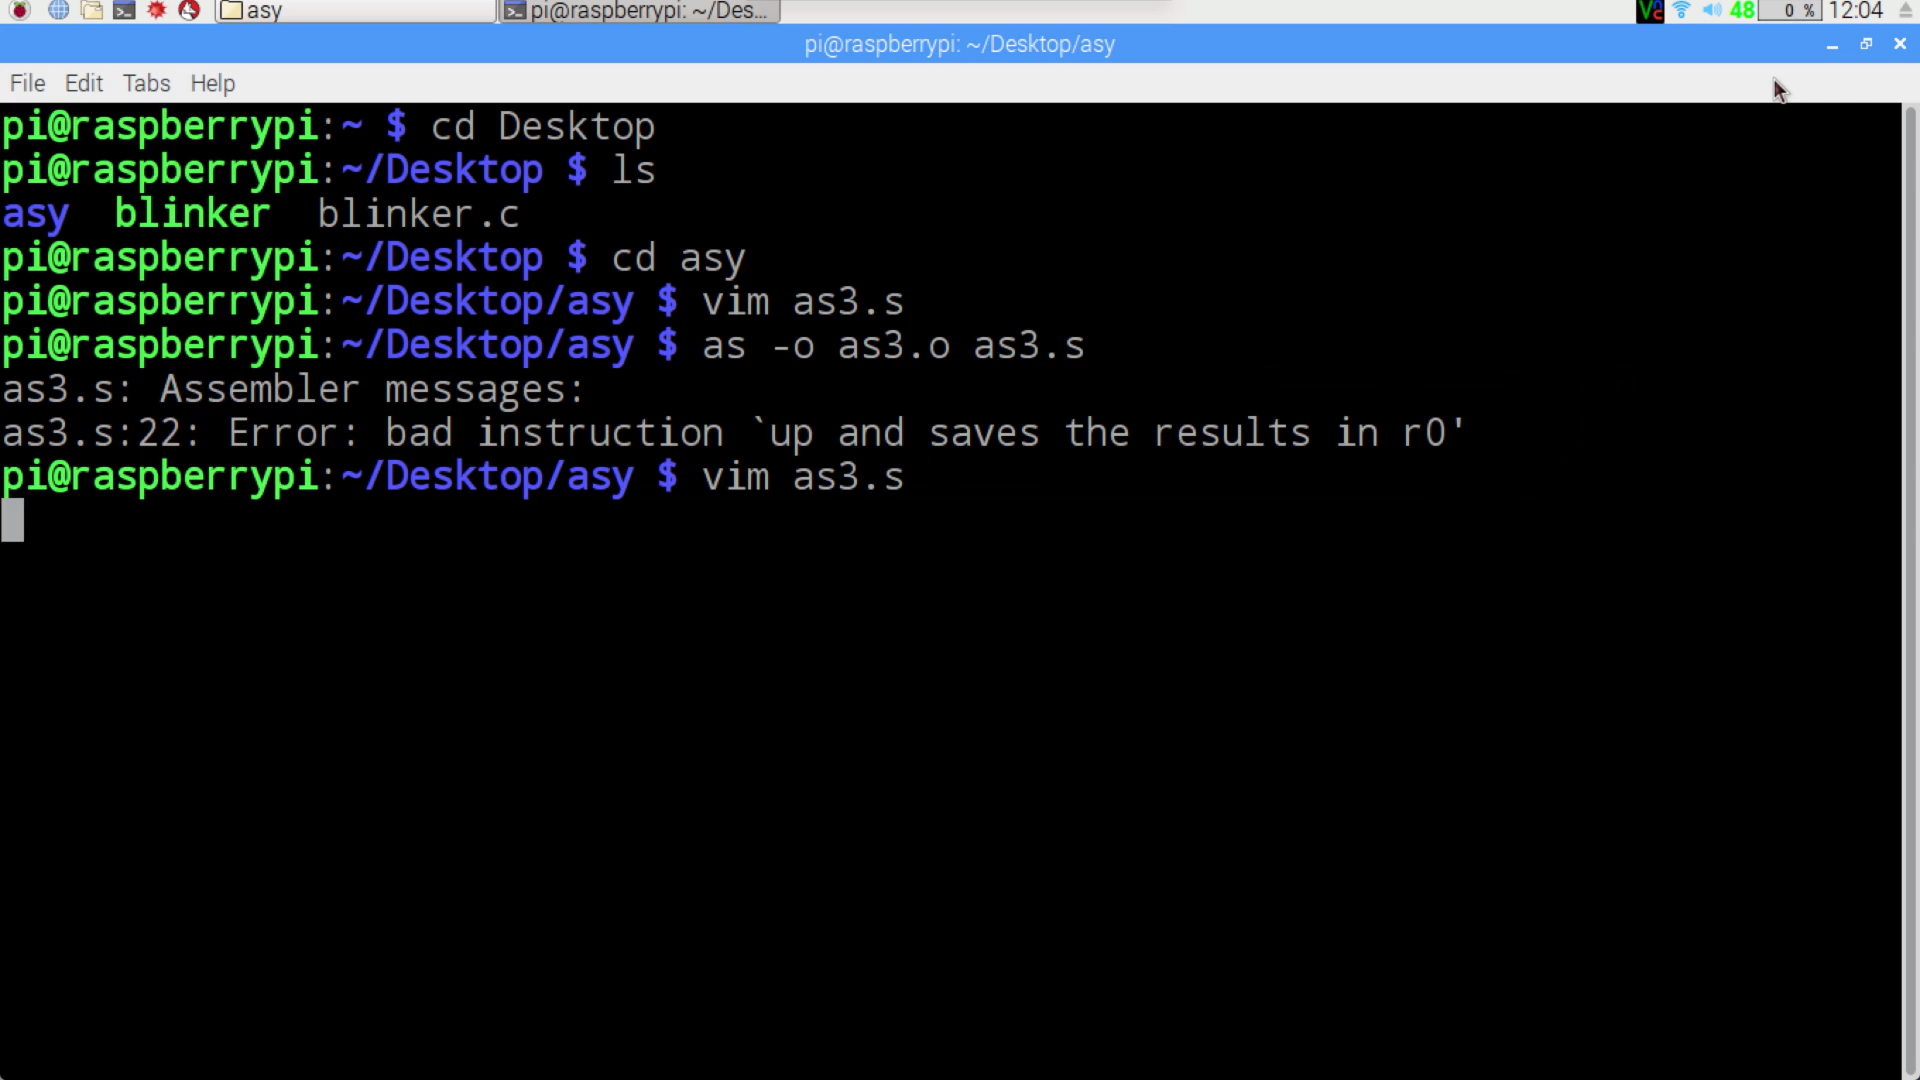 asy
pi@raspberrypi: ~/Des...
48
0 %
12:04
pi@raspberrypi: ~/Desktop/asy
File Edit Tabs Help
pi@raspberrypi:~ $ cd Desktop
pi@raspberrypi:~/Desktop $ ls
asy  blinker  blinker.c
pi@raspberrypi:~/Desktop $ cd asy
pi@raspberrypi:~/Desktop/asy $ vim as3.s
pi@raspberrypi:~/Desktop/asy $ as -o as3.o as3.s
as3.s: Assembler messages:
as3.s:22: Error: bad instruction `up and saves the results in r0'
pi@raspberrypi:~/Desktop/asy $ vim as3.s